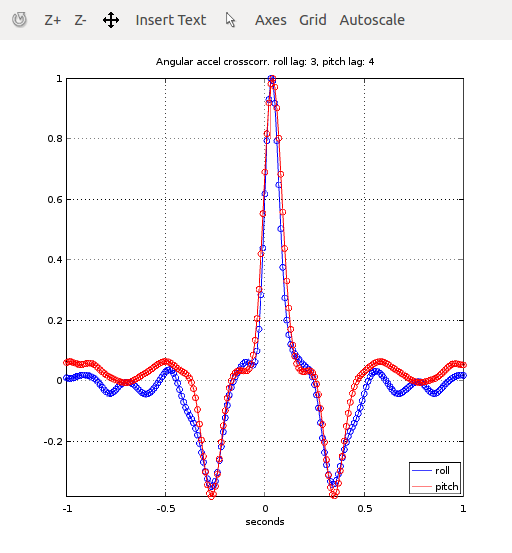 Z+ Z- Insert Text Axes Grid Autoscale
Angular accel crosscorr. roll lag: 3, pitch lag: 4
1
0.8
0.6
0.4
0.2
0
-0.2
roll
pitch
-1 -0.5 0 0.5 1
seconds